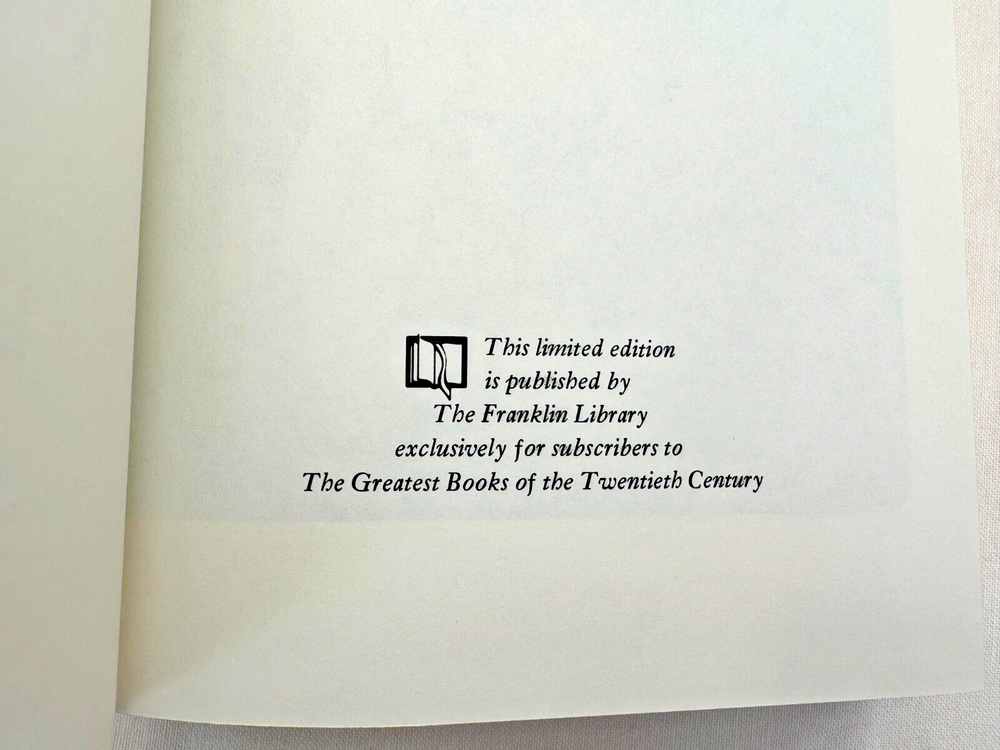 This limited edition
is published by
The Franklin Library
exclusively for subscribers to
The Greatest Books of the Twentieth Century